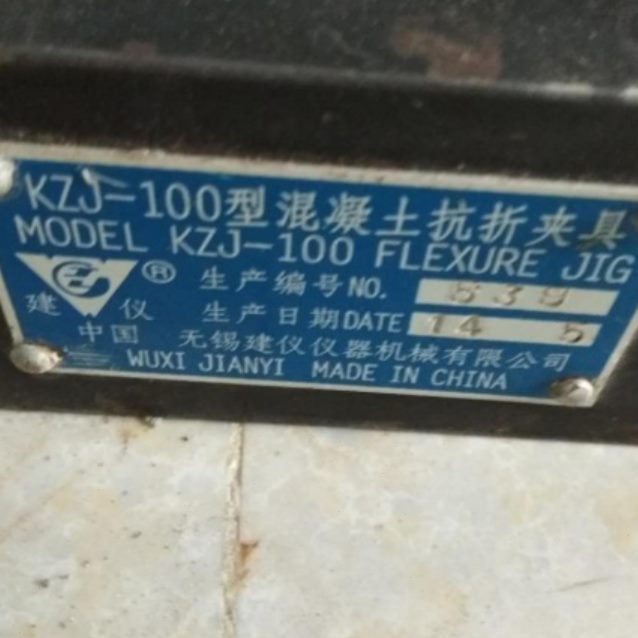 KZJ-100型混凝土抗折夹具
MODEL KZJ-100 FLEXURE JIG
®
生产编号NO. 539
建仪
生产日期DATE 14 5
中国
无锡建仪仪器机械有限公司
WUXI JIANYI MADE IN CHINA